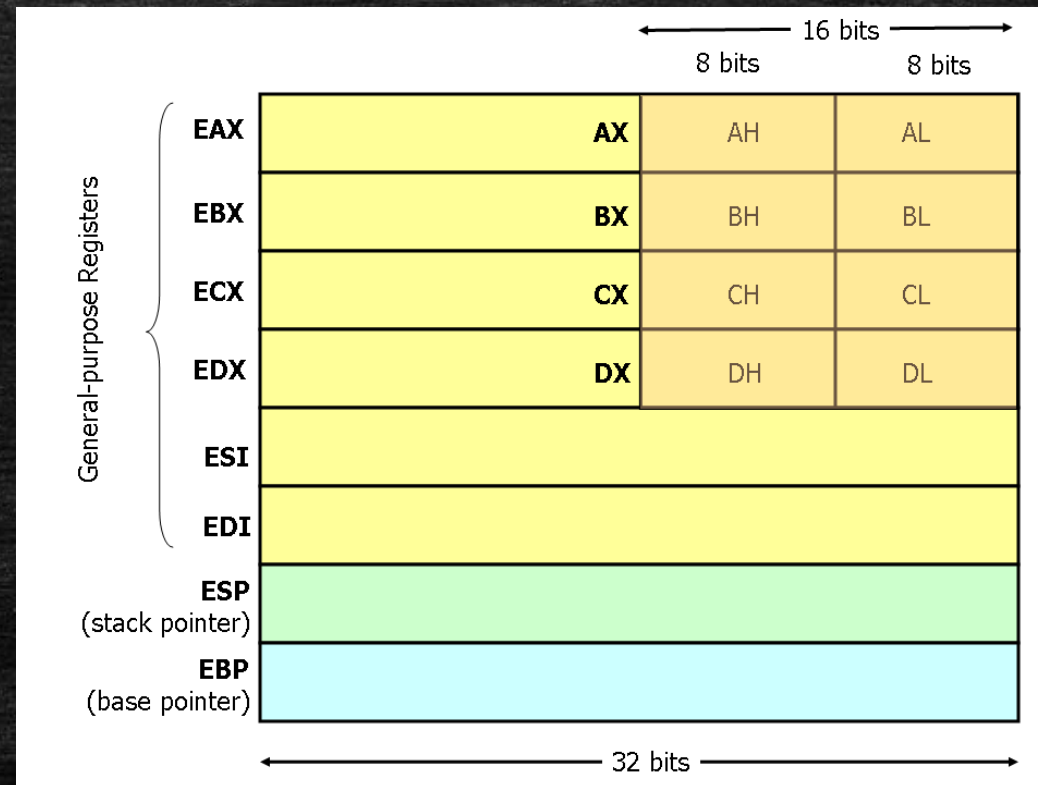 16 bits
8 bits 8 bits
EAX AX AH AL
EBX BX BH BL
ECX CX CH CL
EDX DX DH DL
ESI
EDI
ESP
(stack pointer)
EBP
(base pointer)
General-purpose Registers
32 bits